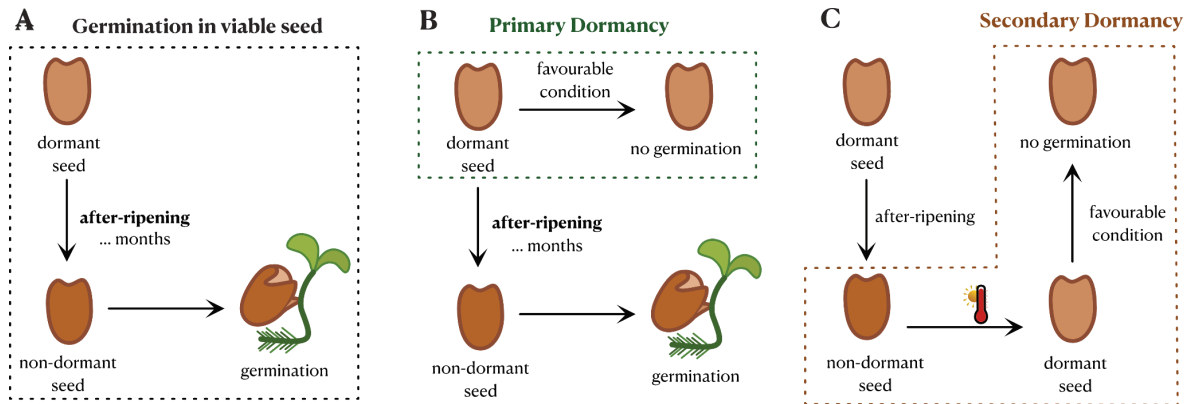 A
Germination in viable seed
dormant
seed
after-ripening
... months
non-dormant
seed
germination
B
Primary Dormancy
dormant
seed
favourable
condition
no germination
after-ripening
... months
non-dormant
seed
germination
C
Secondary Dormancy
dormant
seed
after-ripening
non-dormant
seed
dormant
seed
favourable
condition
no germination